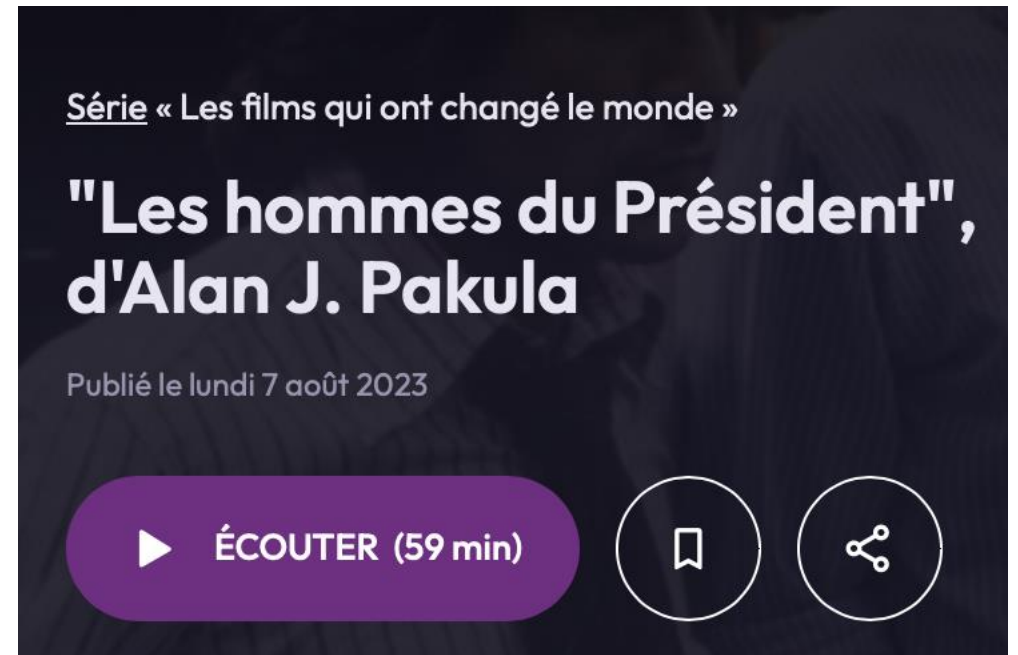 Série « Les films qui ont changé le monde »
"Les hommes du Président",
d'Alan J. Pakula
Publié le lundi 7 août 2023
ÉCOUTER (59 min)